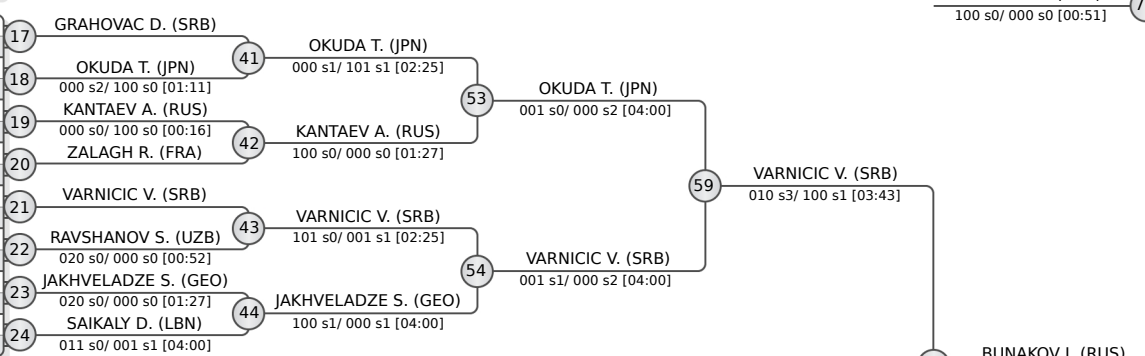 100 s0/ 000 s0 [00:51]
17
GRAHOVAC D. (SRB)
18
OKUDA T. (JPN)
000 s2/ 100 s0 [01:11]
19
KANTAEV A. (RUS)
000 s0/ 100 s0 [00:16]
20
ZALAGH R. (FRA)
21
VARNICIC V. (SRB)
22
RAVSHANOV S. (UZB)
020 s0/ 000 s0 [00:52]
23
JAKHVELADZE S. (GEO)
020 s0/ 000 s0 [01:27]
24
SAIKALY D. (LBN)
011 s0/ 001 s1 [04:00]
41
OKUDA T. (JPN)
000 s1/ 101 s1 [02:25]
42
KANTAEV A. (RUS)
100 s0/ 000 s0 [01:27]
43
VARNICIC V. (SRB)
101 s0/ 001 s1 [02:25]
44
JAKHVELADZE S. (GEO)
100 s1/ 000 s1 [04:00]
53
OKUDA T. (JPN)
001 s0/ 000 s2 [04:00]
54
VARNICIC V. (SRB)
001 s1/ 000 s2 [04:00]
59
VARNICIC V. (SRB)
010 s3/ 100 s1 [03:43]
BUNAKOV I. (RUS)